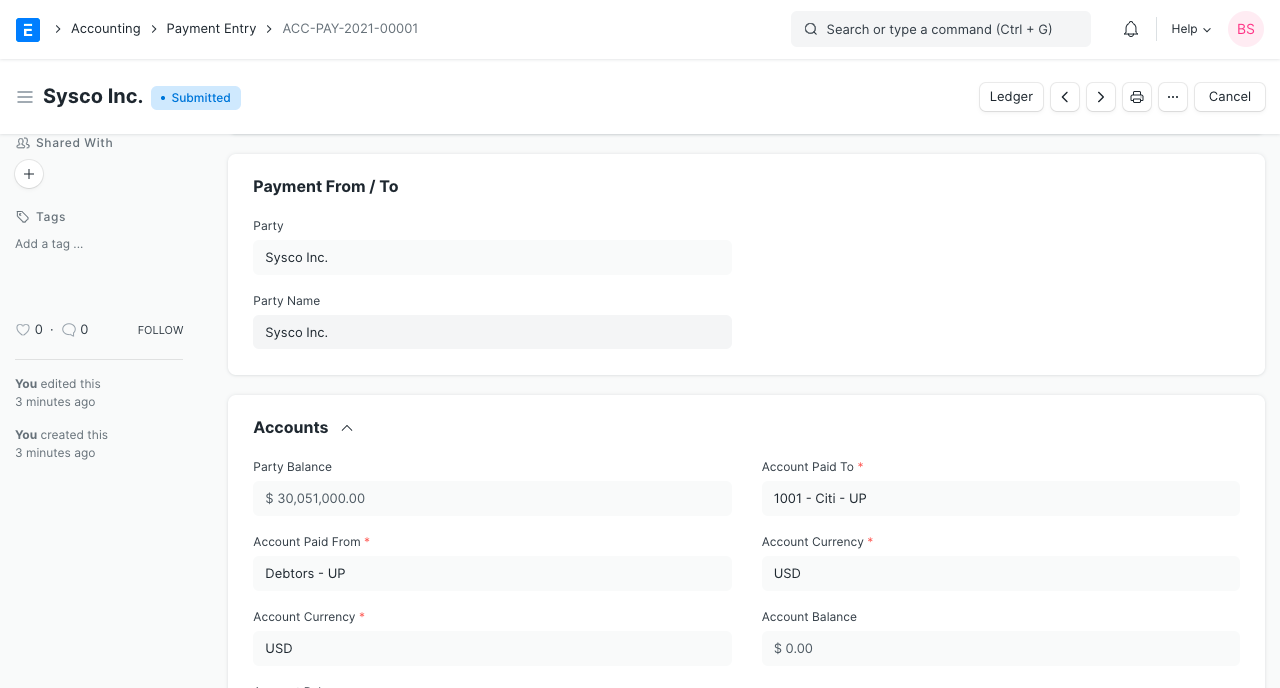 E
Accounting
Payment Entry
ACC-PAY-2021-00001
Search or type a command (Ctrl + G)
Help
BS
Sysco Inc.
• Submitted
Ledger
...
Cancel
Shared With
+
Tags
Add a tag ...
0 · 0
FOLLOW
You edited this
3 minutes ago
You created this
3 minutes ago
Payment From / To
Party
Sysco Inc.
Party Name
Sysco Inc.
Accounts
Party Balance
$ 30,051,000.00
Account Paid From *
Debtors - UP
Account Currency *
USD
Account Paid To *
1001 - Citi - UP
Account Currency *
USD
Account Balance
$ 0.00